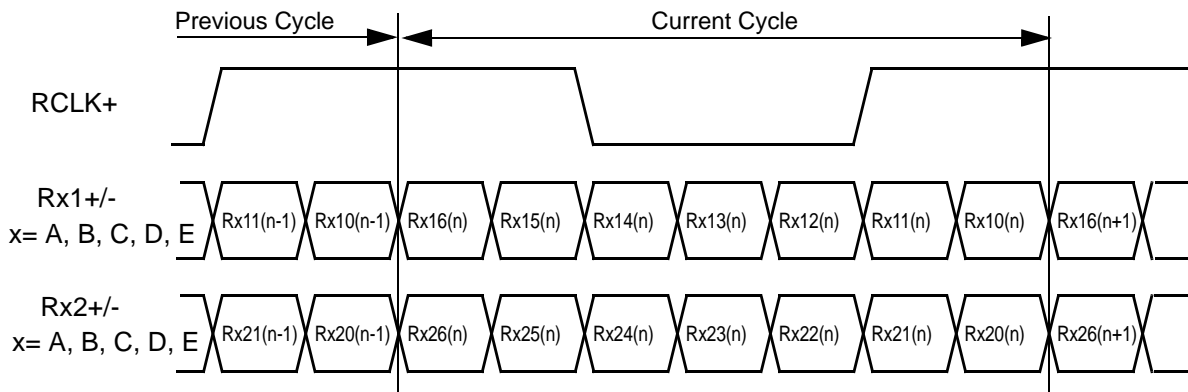 Previous Cycle Current Cycle
RCLK+
Rx1+/-
x= A, B, C, D, E
Rx11(n-1) Rx10(n-1) Rx16(n) Rx15(n) Rx14(n) Rx13(n) Rx12(n) Rx11(n) Rx10(n) Rx16(n+1)
Rx2+/-
x= A, B, C, D, E
Rx21(n-1) Rx20(n-1) Rx26(n) Rx25(n) Rx24(n) Rx23(n) Rx22(n) Rx21(n) Rx20(n) Rx26(n+1)